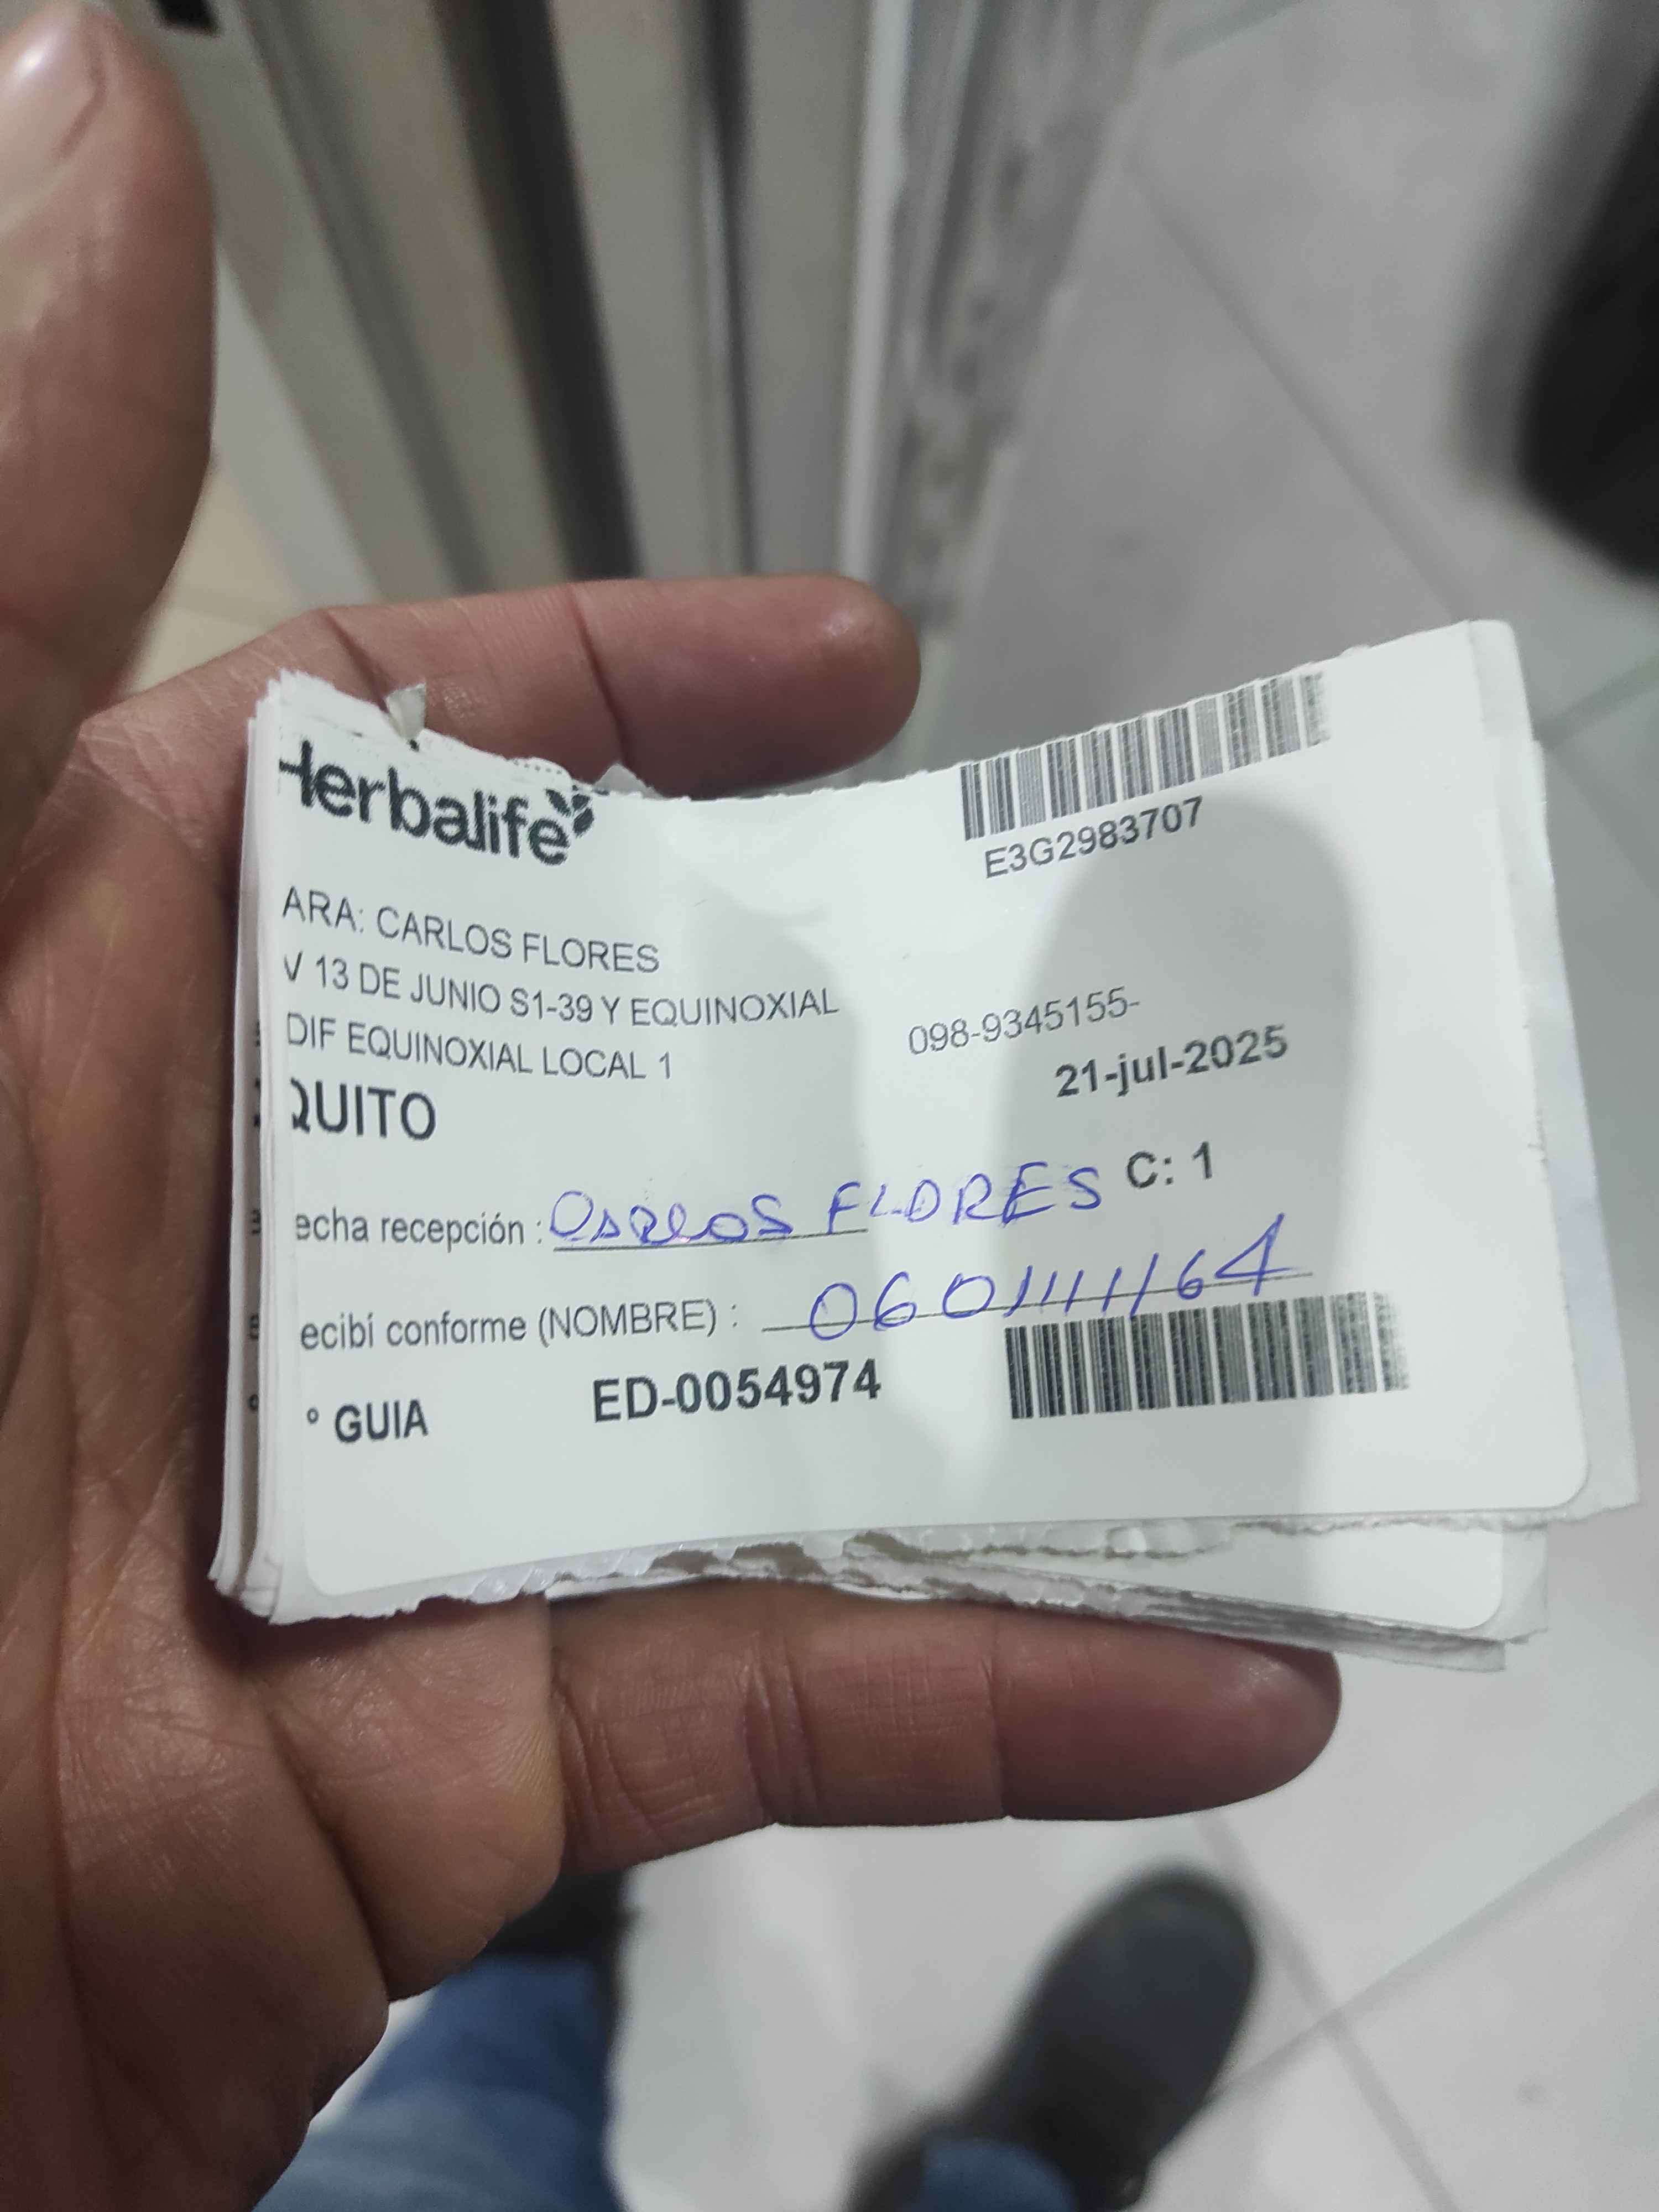 Herbalife
E3G2983707
ARA: CARLOS FLORES
V 13 DE JUNIO S1-39 Y EQUINOXIAL
098-9345155-
DIF EQUINOXIAL LOCAL 1
21-jul-2025
QUITO
C: 1
echa recepción : CARLOS FLORES
ecibí conforme (NOMBRE) : 0601111164
° GUIA ED-0054974